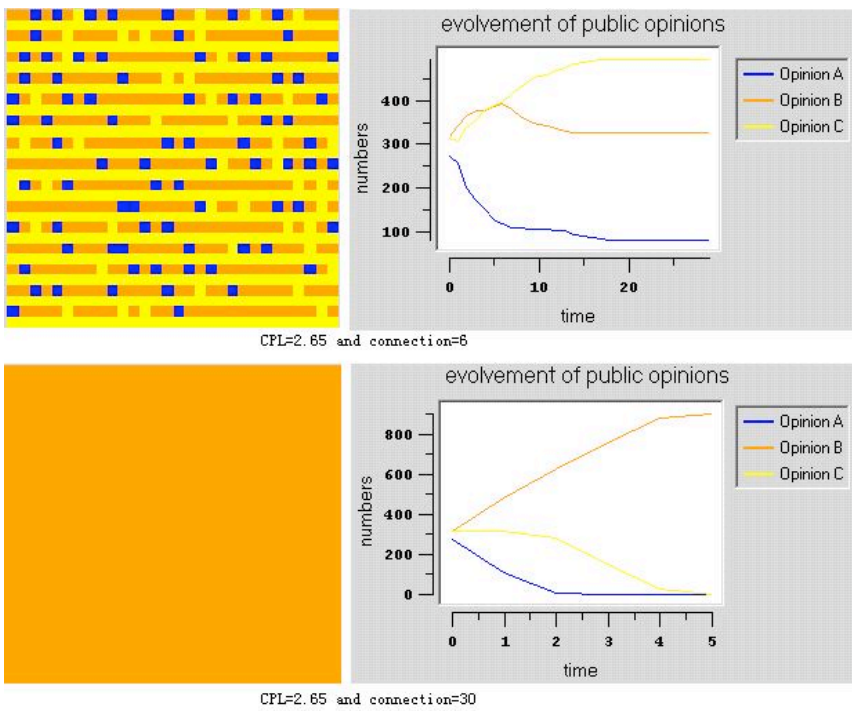 evolvement of public opinions
Opinion A
Opinion B
Opinion C
numbers
400
300
200
100
0 10 20
time
CPL=2.65 and connection=6
evolvement of public opinions
Opinion A
Opinion B
Opinion C
numbers
800
600
400
200
0
0 1 2 3 4 5
time
CPL=2.65 and connection=30